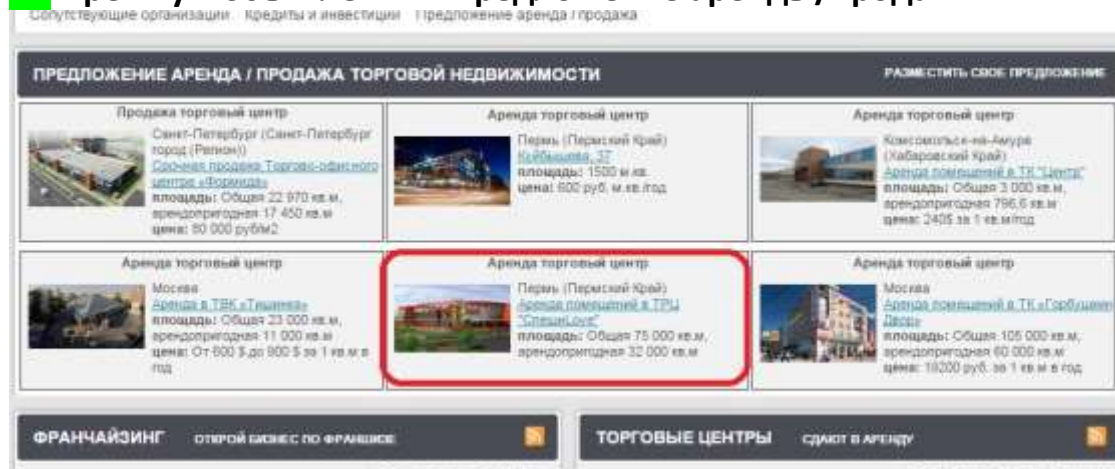 Сопутствующие организации Кредиты и инвестиции Предложение аренда / продажа
ПРЕДЛОЖЕНИЕ АРЕНДА / ПРОДАЖА ТОРГОВОЙ НЕДВИЖИМОСТИ
РАЗМЕСТИТЬ СВОЕ ПРЕДЛОЖЕНИЕ
Продажа торговый центр
Санкт-Петербург (Санкт-Петербург
город (Регион))
Срочная продажа Торгово-офисного
центра «Формида»
площадь: Общая 22 970 кв.м,
арендопригодная 17 450 кв.м
цена: 80 000 руб/м2
Аренда торговый центр
Пермь (Пермский Край)
Куйбышева, 37
площадь: 1500 м.кв.
цена: 600 руб. м.кв./год
Аренда торговый центр
Комсомольск-на-Амуре
(Хабаровский Край)
Аренда помещений в ТК "Центр"
площадь: Общая 3 000 кв.м,
арендопригодная 796,6 кв.м
цена: 240$ за 1 кв.м/год
Аренда торговый центр
Москва
Аренда в ТВК «Тишинка»
площадь: Общая 23 000 кв.м,
арендопригодная 11 000 кв.м
цена: От 600 $ до 900 $ за 1 кв.м в
год
Аренда торговый центр
Пермь (Пермский Край)
Аренда помещений в ТРЦ
"СпешиLove"
площадь: Общая 75 000 кв.м,
арендопригодная 32 000 кв.м
Аренда торговый центр
Москва
Аренда помещений в ТК «Горбушкин
Двор»
площадь: Общая 105 000 кв.м,
арендопригодная 60 000 кв.м
цена: 19200 руб. за 1 кв.м в год
ФРАНЧАЙЗИНГ ОТКРОЙ БИЗНЕС ПО ФРАНШИЗЕ
ТОРГОВЫЕ ЦЕНТРЫ СДАЮТ В АРЕНДУ